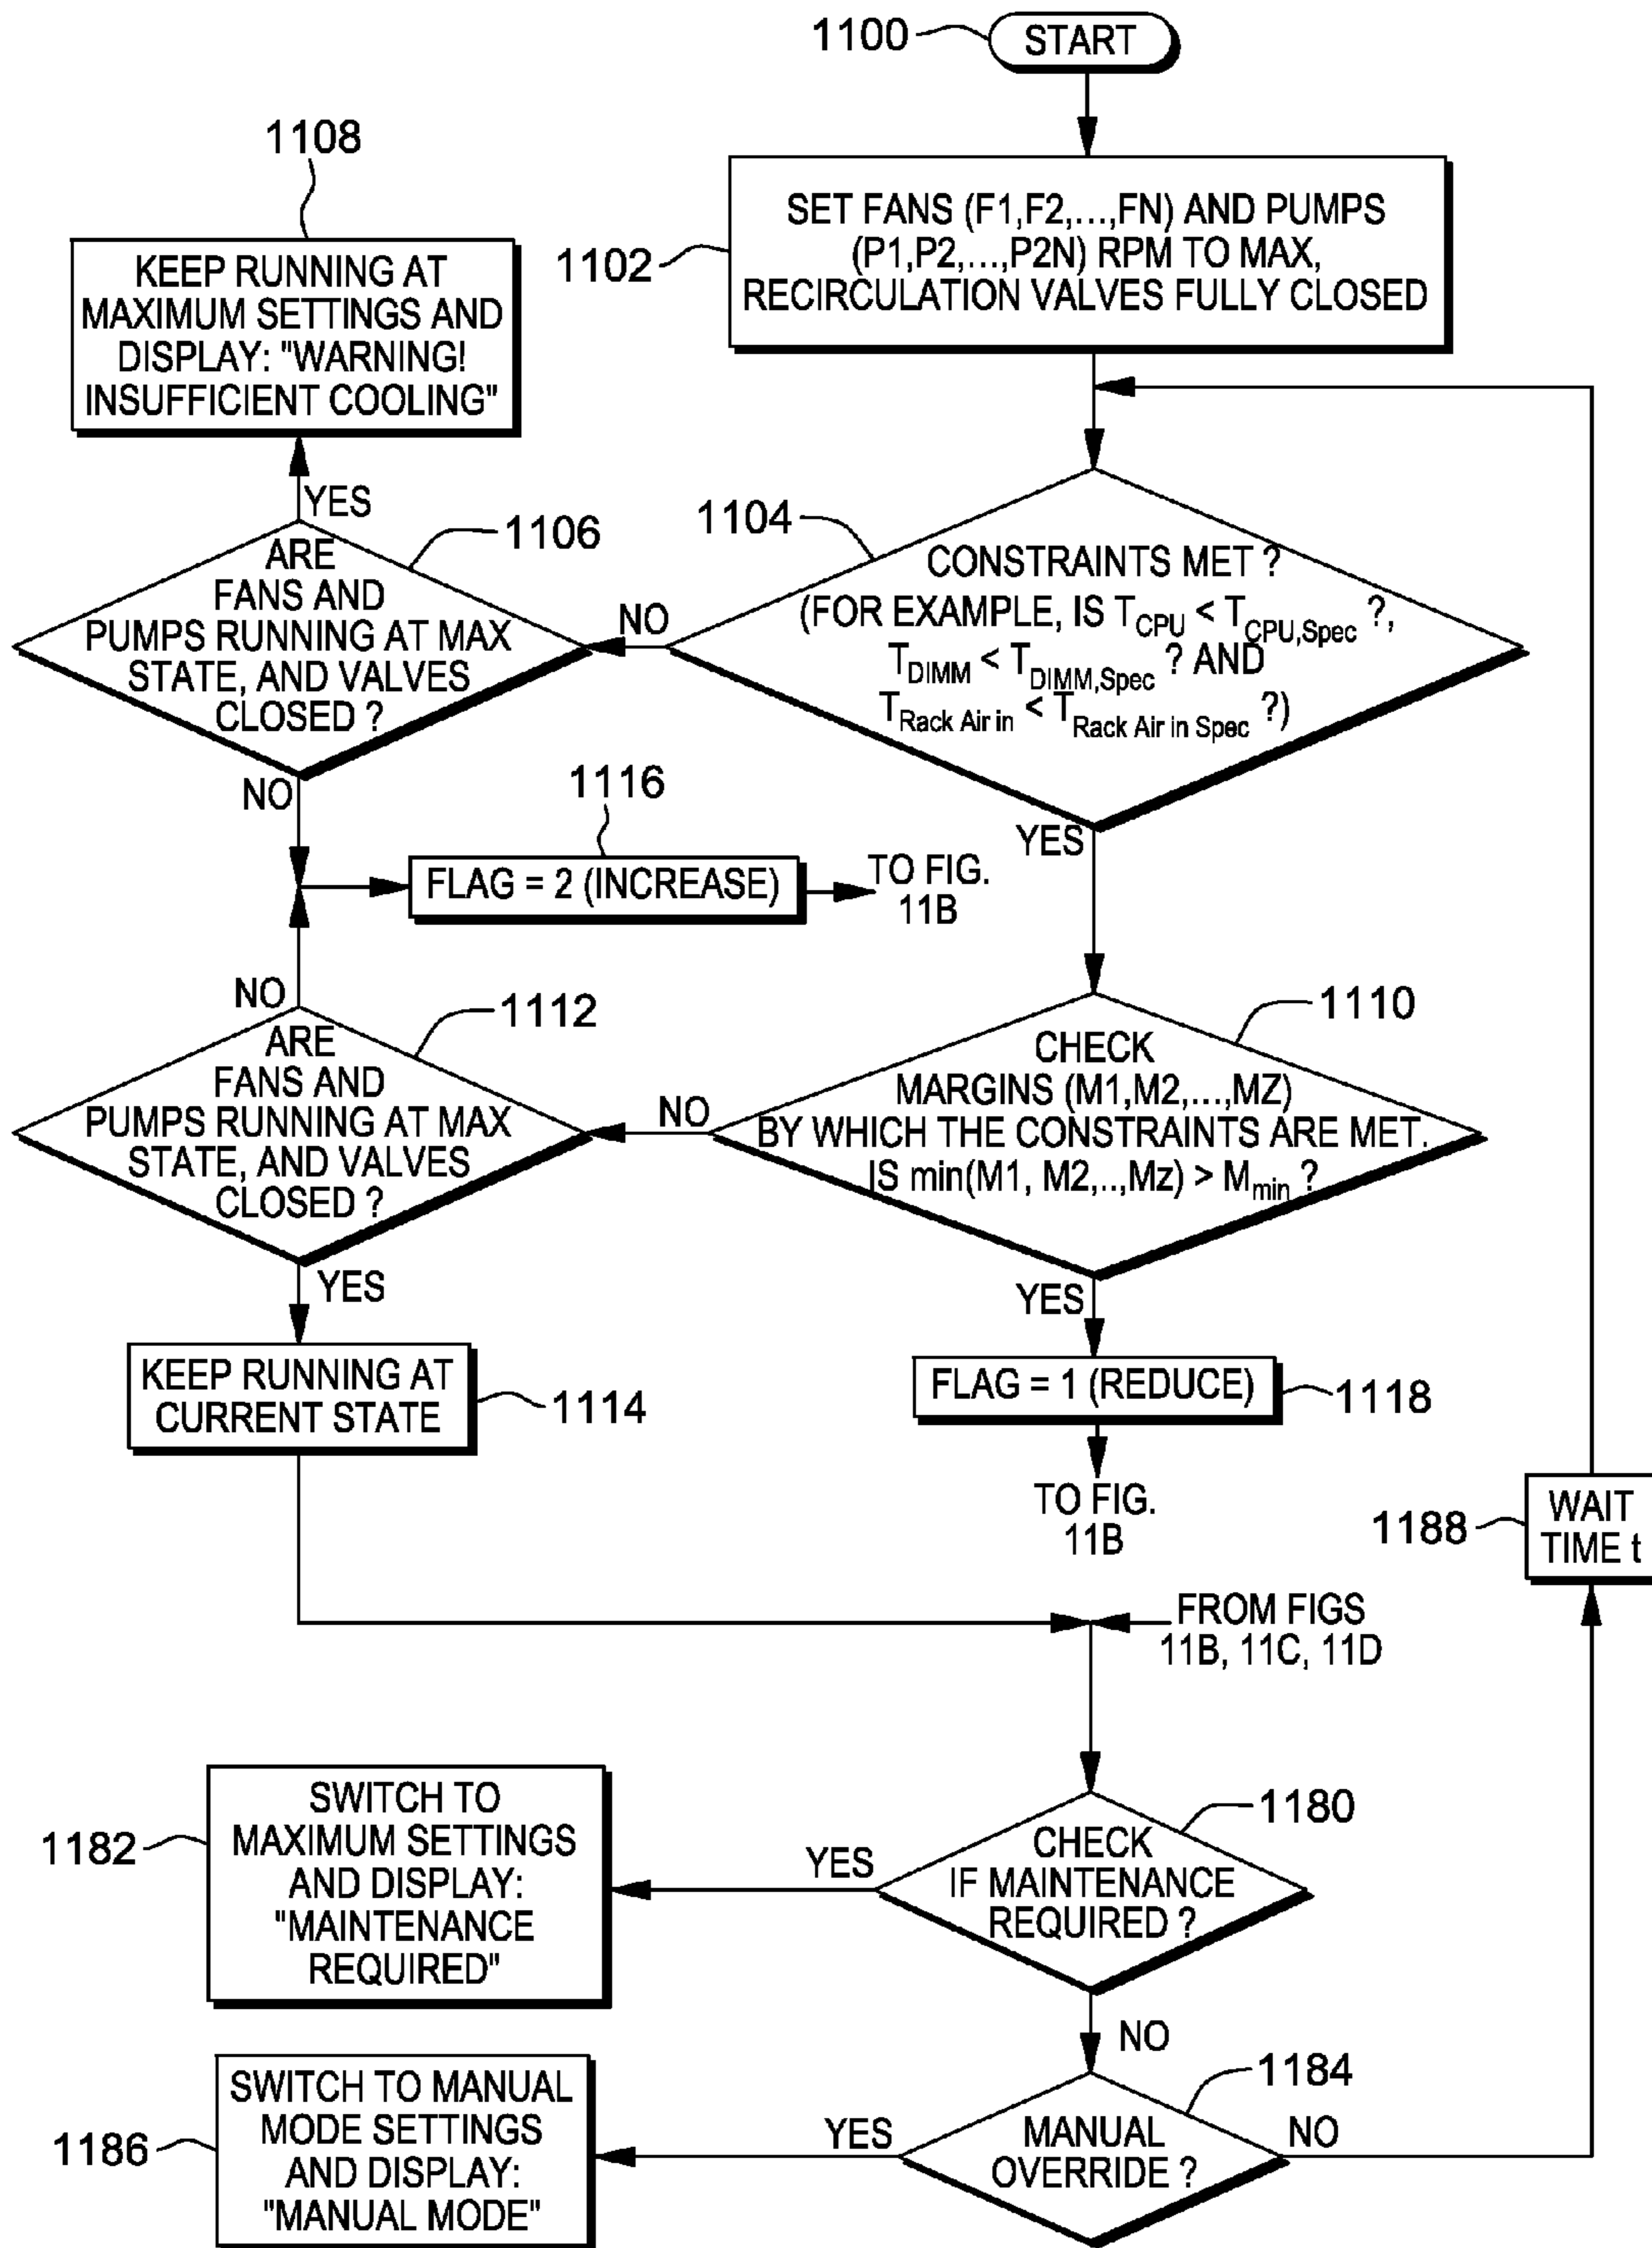 1100
START
1102
SET FANS (F1,F2,...,FN) AND PUMPS
(P1,P2,...,P2N) RPM TO MAX,
RECIRCULATION VALVES FULLY CLOSED
1108
KEEP RUNNING AT
MAXIMUM SETTINGS AND
DISPLAY: "WARNING!
INSUFFICIENT COOLING"
YES
1106
ARE
FANS AND
PUMPS RUNNING AT MAX
STATE, AND VALVES
CLOSED ?
NO
1104
CONSTRAINTS MET ?
(FOR EXAMPLE, IS T_CPU < T_CPU,Spec ?,
T_DIMM < T_DIMM,Spec ? AND
T_Rack Air in < T_Rack Air in Spec ?)
NO
YES
1116
FLAG = 2 (INCREASE)
TO FIG.
11B
NO
1112
ARE
FANS AND
PUMPS RUNNING AT MAX
STATE, AND VALVES
CLOSED ?
NO
1110
CHECK
MARGINS (M1,M2,...,MZ)
BY WHICH THE CONSTRAINTS ARE MET.
IS min(M1, M2,..,Mz) > M_min ?
YES
YES
KEEP RUNNING AT
CURRENT STATE
1114
FLAG = 1 (REDUCE)
1118
TO FIG.
11B
1188
WAIT
TIME t
FROM FIGS
11B, 11C, 11D
1182
SWITCH TO
MAXIMUM SETTINGS
AND DISPLAY:
"MAINTENANCE
REQUIRED"
YES
1180
CHECK
IF MAINTENANCE
REQUIRED ?
NO
1186
SWITCH TO MANUAL
MODE SETTINGS
AND DISPLAY:
"MANUAL MODE"
YES
1184
MANUAL
OVERRIDE ?
NO